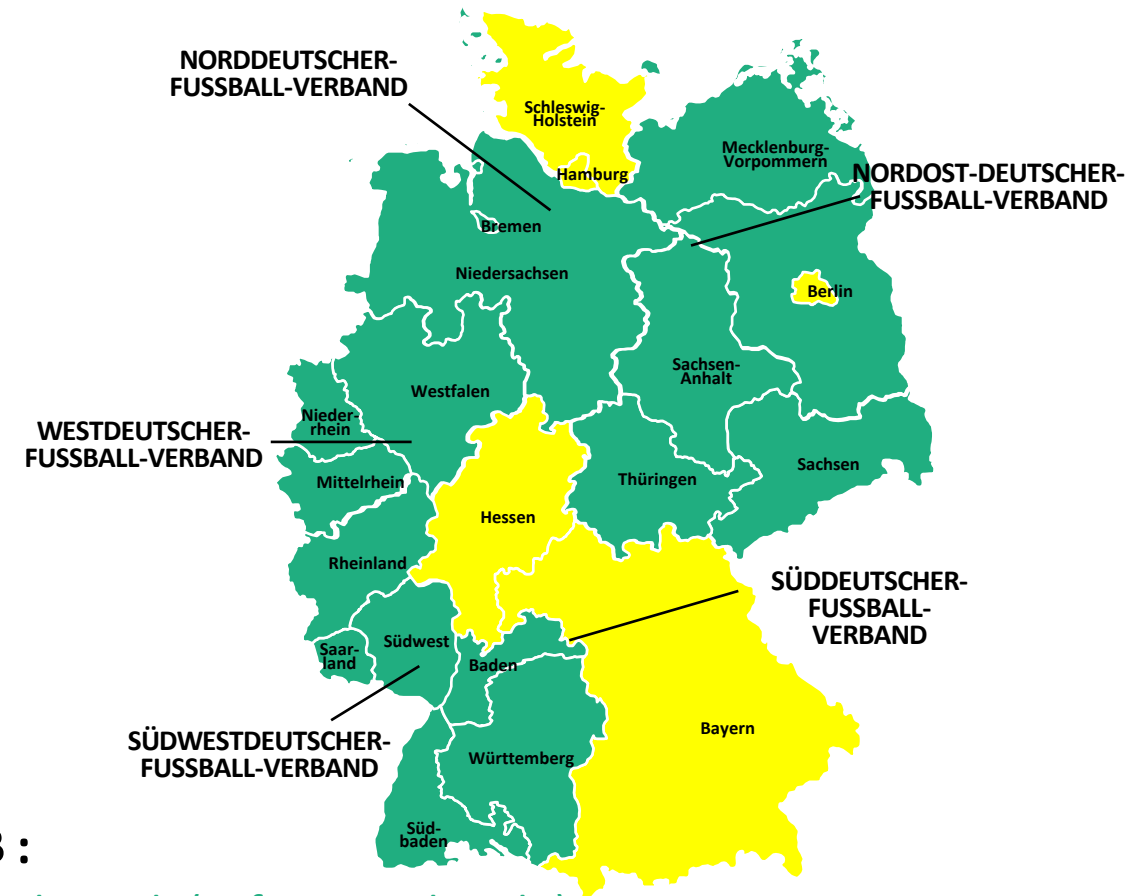 NORDDEUTSCHER-
FUSSBALL-VERBAND
Schleswig-
Holstein
Hamburg
Mecklenburg-
Vorpommern
NORDOST-DEUTSCHER-
FUSSBALL-VERBAND
Bremen
Niedersachsen
Berlin
Sachsen-
Anhalt
Westfalen
Nieder-
rhein
WESTDEUTSCHER-
FUSSBALL-VERBAND
Mittelrhein
Thüringen
Sachsen
Hessen
Rheinland
SÜDDEUTSCHER-
FUSSBALL-
VERBAND
Saar-
land
Südwest
Baden
SÜDWESTDEUTSCHER-
FUSSBALL-VERBAND
Bayern
Württemberg
Süd-
baden
: